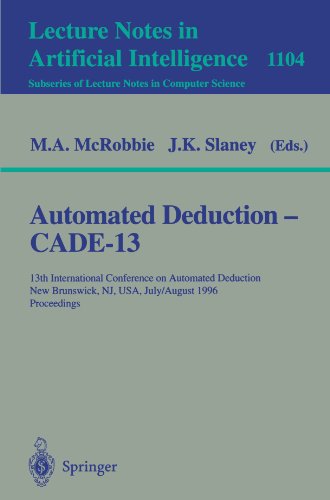 Lecture Notes in
Artificial Intelligence 1104
Subseries of Lecture Notes in Computer Science
M.A. McRobbie J.K. Slaney (Eds.)
Automated Deduction –
CADE-13
13th International Conference on Automated Deduction
New Brunswick, NJ, USA, July/August 1996
Proceedings
Springer